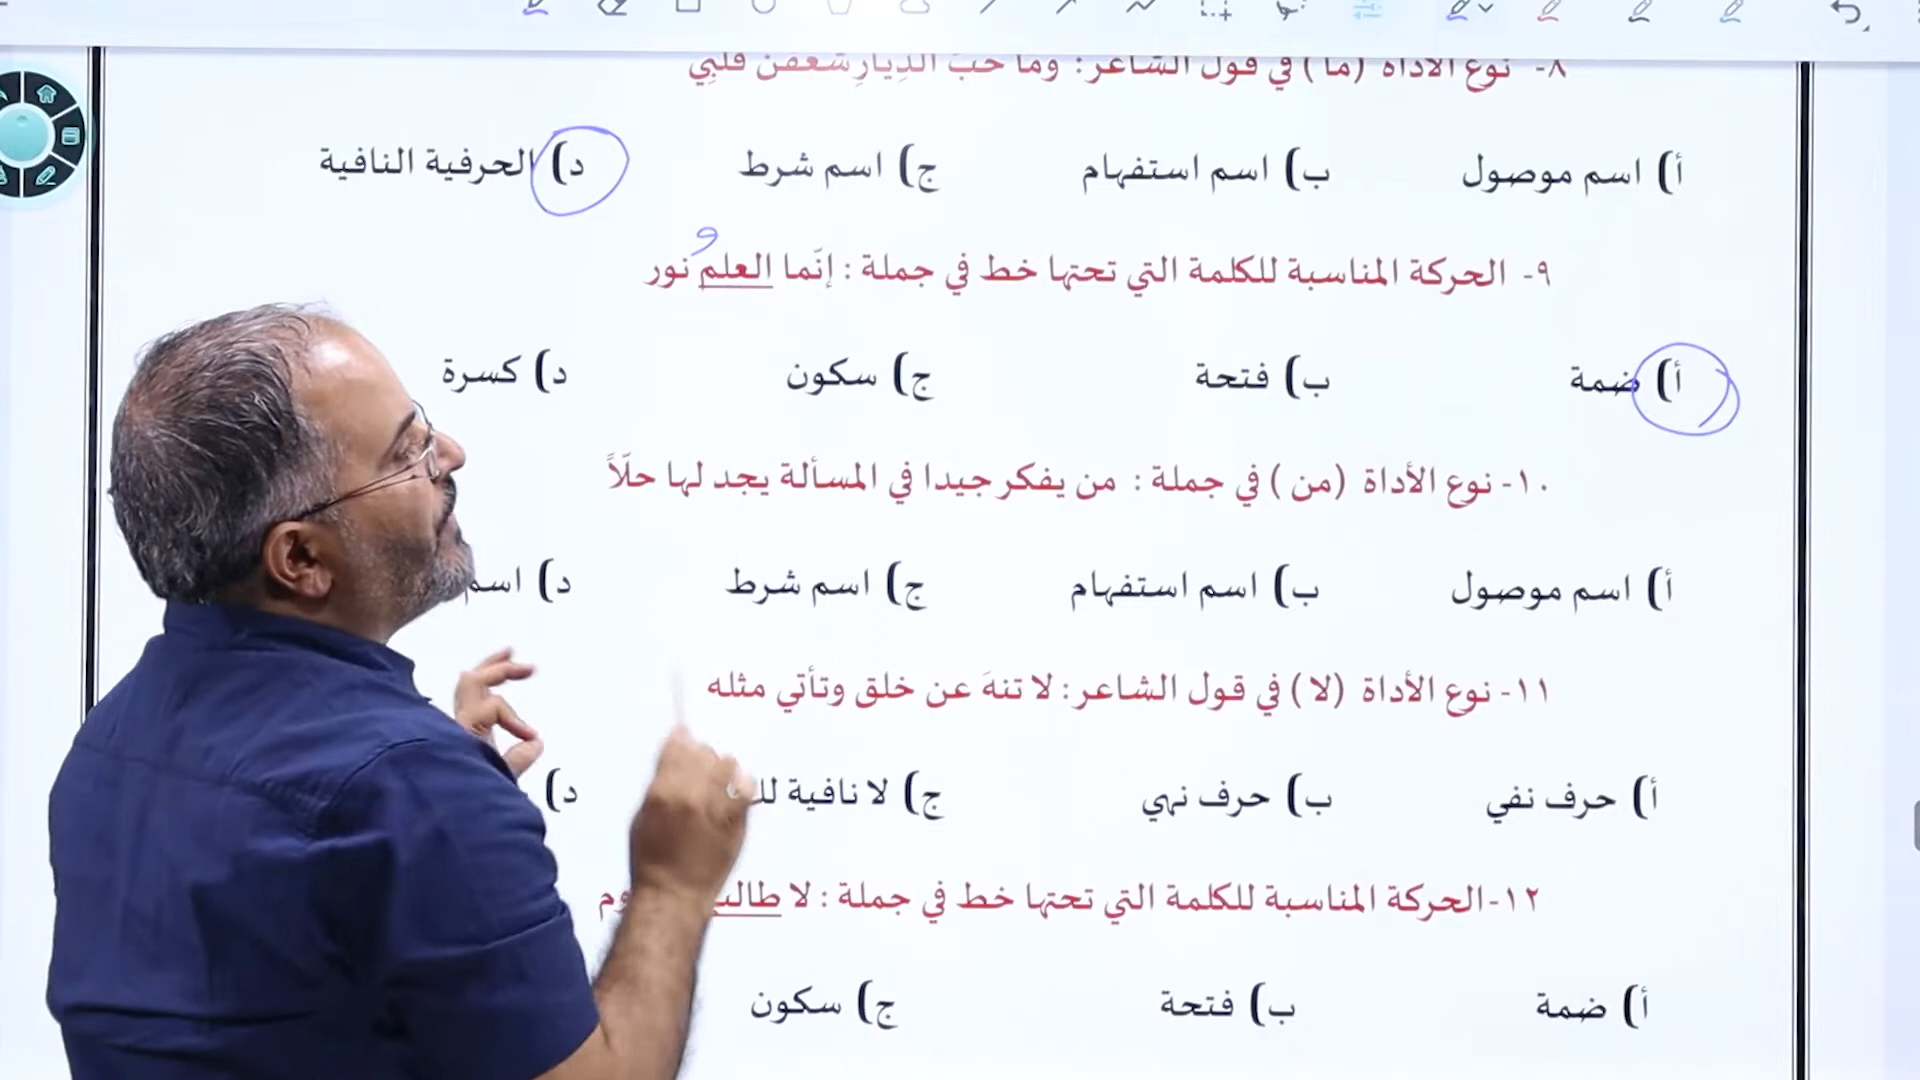 ٨- نوع الأداة (ما) في قول الشاعر: وما حبّ الدِيارِ شغفن قلبِي
أ) اسم موصول ب) اسم استفهام ج) اسم شرط د) الحرفية النافية
٩- الحركة المناسبة للكلمة التي تحتها خط في جملة : إنّما العلم نور
أ) ضمة ب) فتحة ج) سكون د) كسرة
١٠- نوع الأداة (من) في جملة : من يفكر جيدا في المسألة يجد لها حلّاً
أ) اسم موصول ب) اسم استفهام ج) اسم شرط د) اسم
١١- نوع الأداة (لا) في قول الشاعر: لا تنهَ عن خلق وتأتي مثله
أ) حرف نفي ب) حرف نهي ج) لا نافية د)
١٢- الحركة المناسبة للكلمة التي تحتها خط في جملة : لا طالب
أ) ضمة ب) فتحة ج) سكون